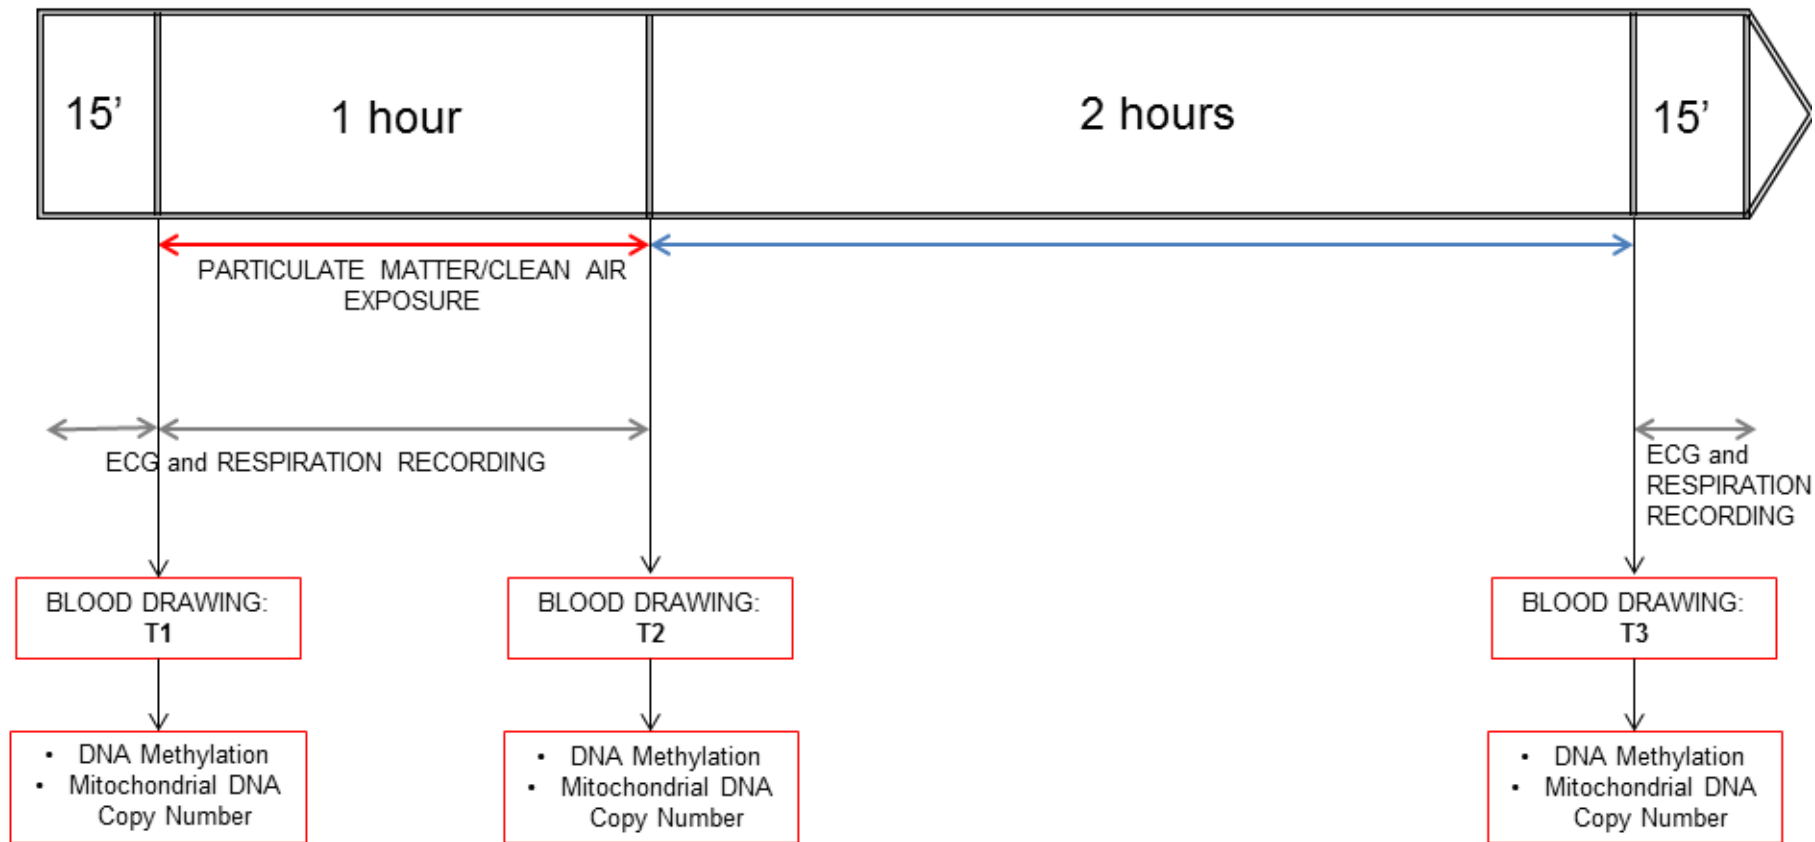 15’
1 hour
2 hours
15’
PARTICULATE MATTER/CLEAN AIR
EXPOSURE
ECG and RESPIRATION RECORDING
ECG and
RESPIRATION
RECORDING
BLOOD DRAWING:
T1
BLOOD DRAWING:
T2
BLOOD DRAWING:
T3
• DNA Methylation
• Mitochondrial DNA
Copy Number
• DNA Methylation
• Mitochondrial DNA
Copy Number
• DNA Methylation
• Mitochondrial DNA
Copy Number